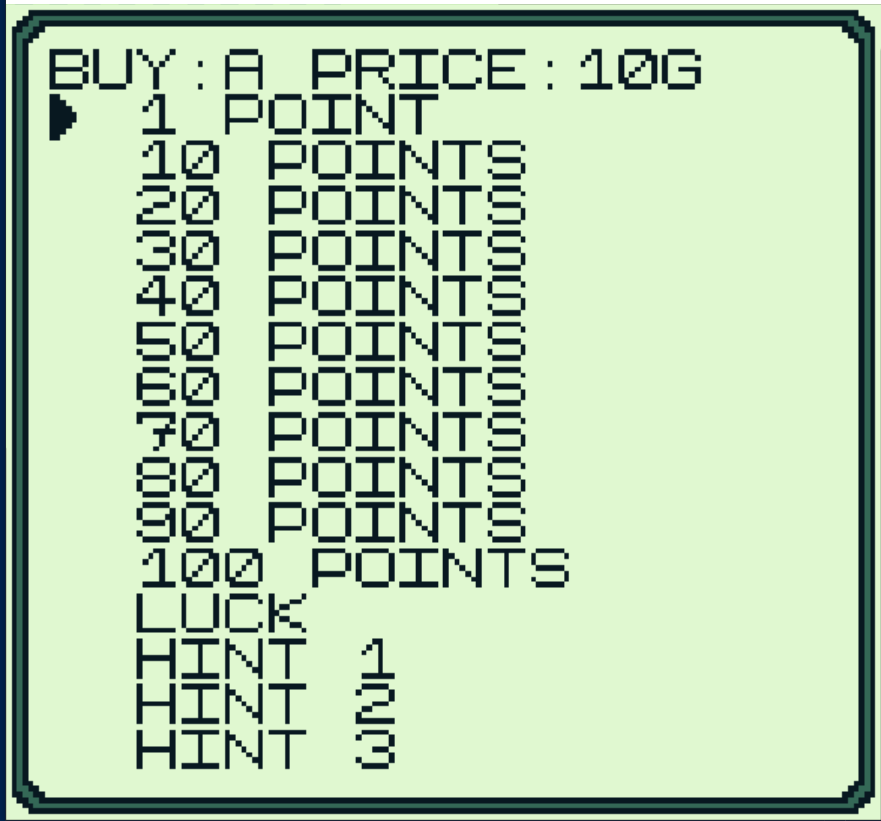 BUY:A PRICE:10G
1 POINT
10 POINTS
20 POINTS
30 POINTS
40 POINTS
50 POINTS
60 POINTS
70 POINTS
80 POINTS
90 POINTS
100 POINTS
LUCK
HINT 1
HINT 2
HINT 3